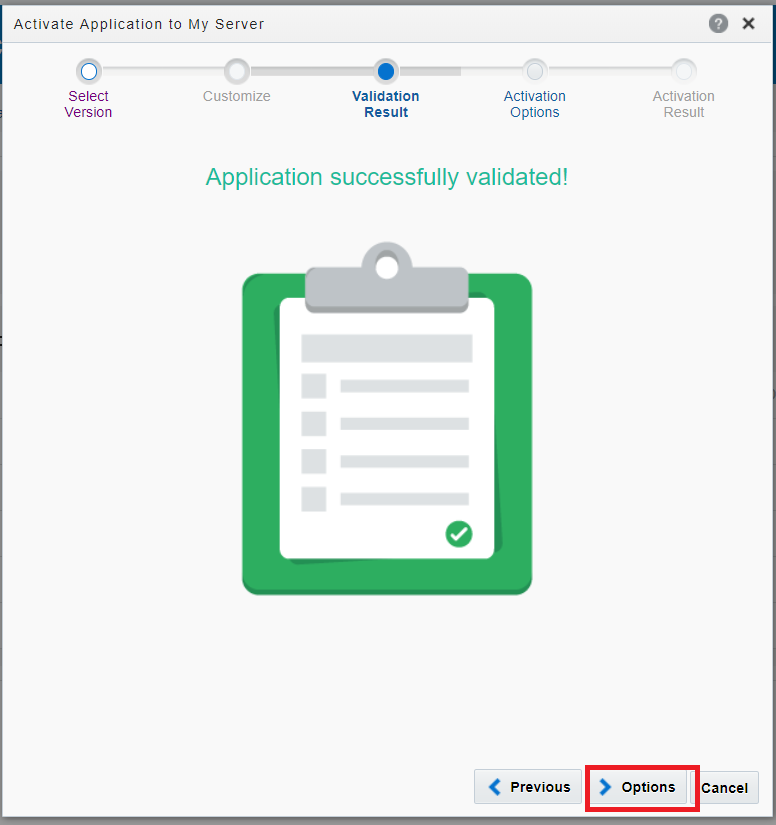 Activate Application to My Server
?
Select
Version
Customize
Validation
Result
Activation
Options
Activation
Result
Application successfully validated!
Previous
Options
Cancel